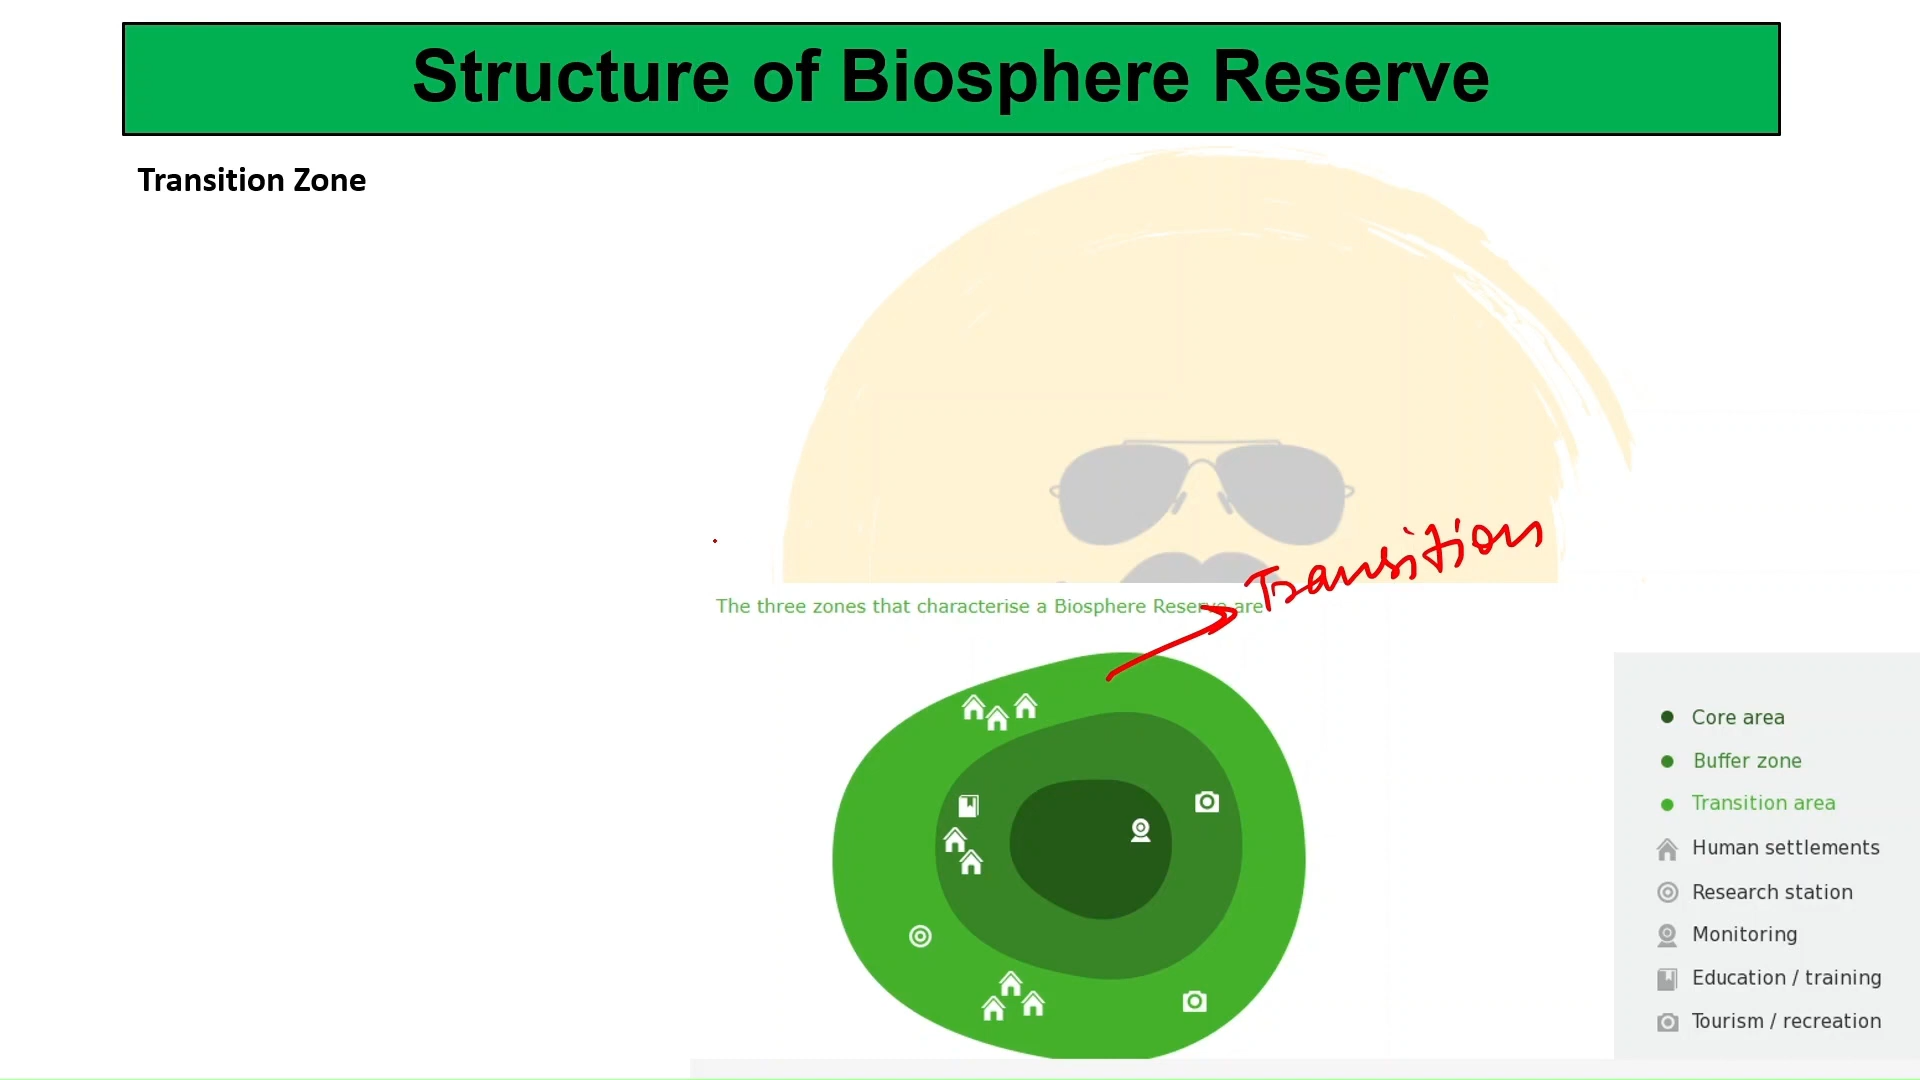 Structure of Biosphere Reserve
Transition Zone
Transition
The three zones that characterise a Biosphere Reserve are
Core area
Buffer zone
Transition area
Human settlements
Research station
Monitoring
Education / training
Tourism / recreation